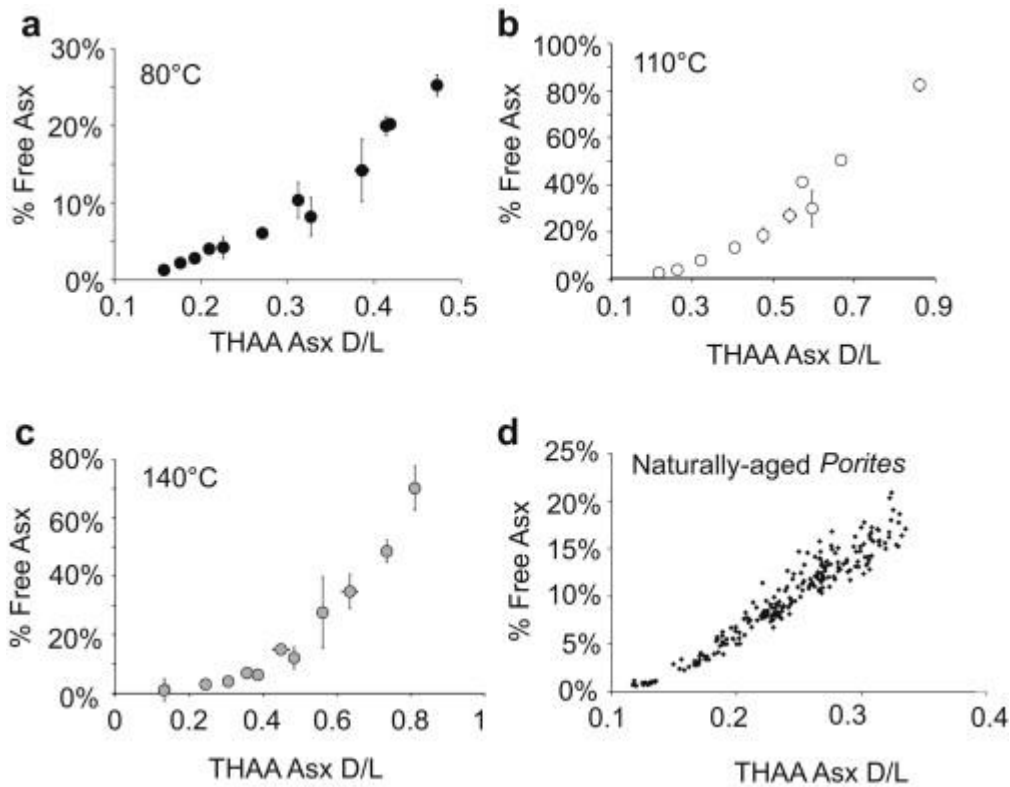 a
80°C
30%
20%
10%
0%
% Free Asx
0.1 0.2 0.3 0.4 0.5
THAA Asx D/L
b
110°C
100%
80%
60%
40%
20%
0%
% Free Asx
0.1 0.3 0.5 0.7 0.9
THAA Asx D/L
c
140°C
80%
60%
40%
20%
0%
% Free Asx
0 0.2 0.4 0.6 0.8 1
THAA Asx D/L
d
Naturally-aged Porites
25%
20%
15%
10%
5%
0%
% Free Asx
0.1 0.2 0.3 0.4
THAA Asx D/L